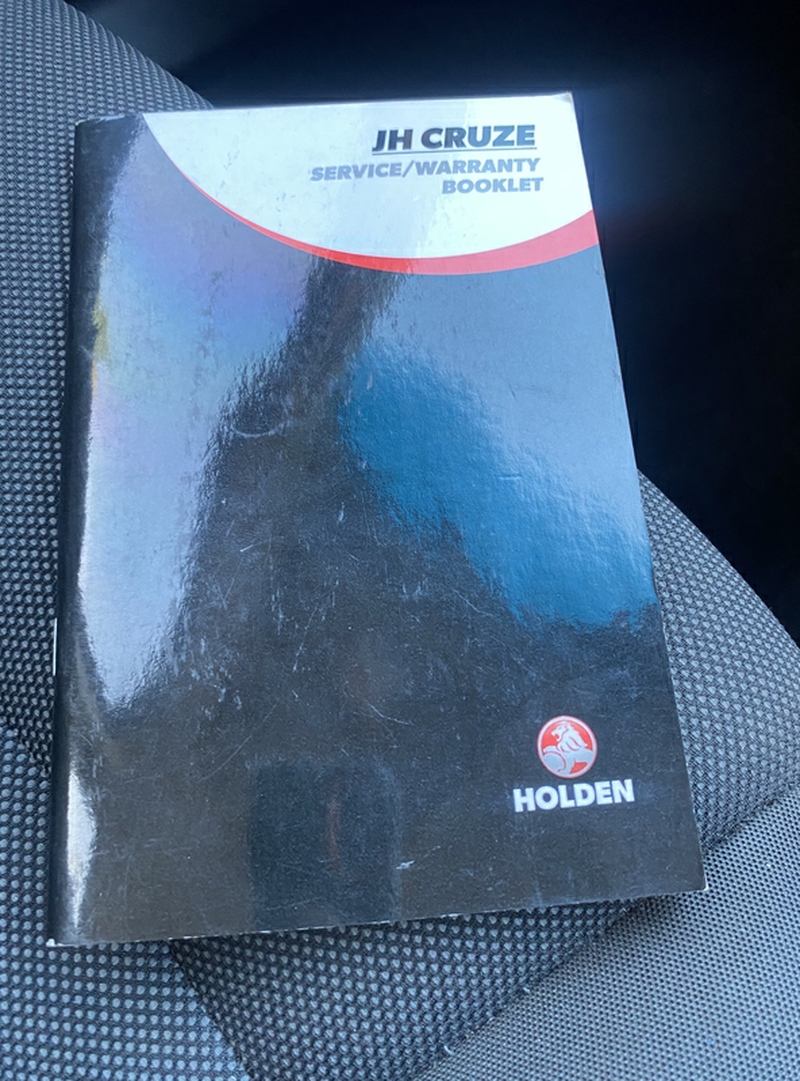 JH CRUZE
SERVICE/WARRANTY
BOOKLET
HOLDEN